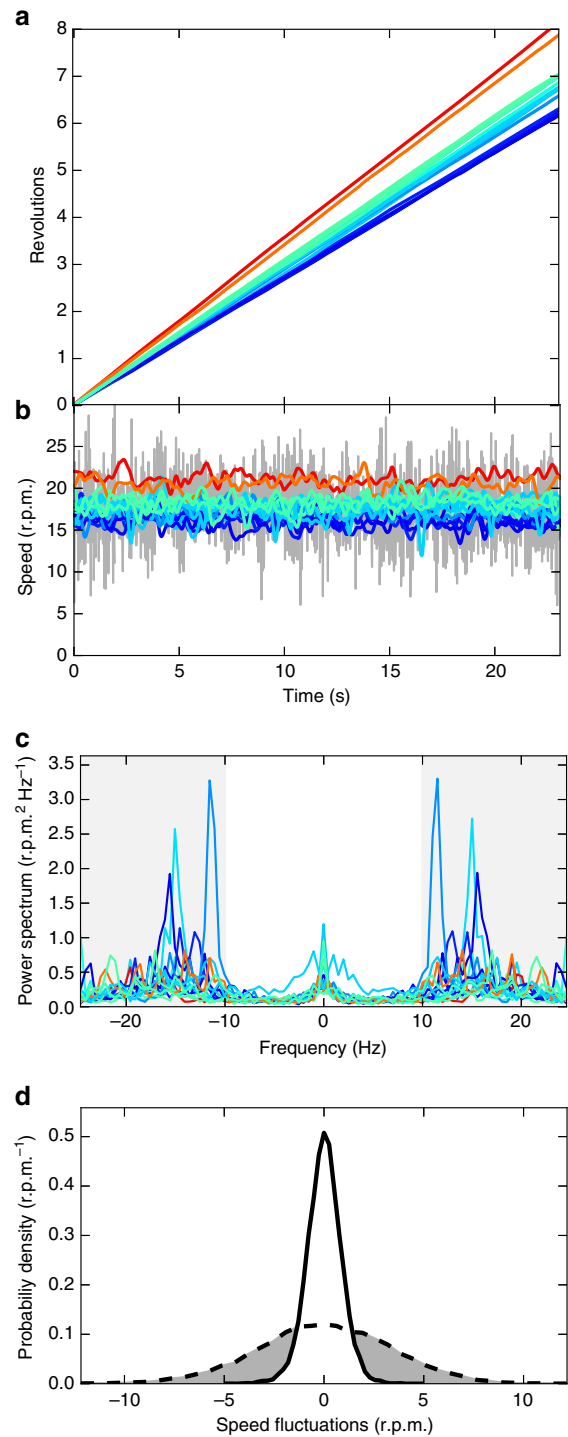 a
8
7
6
5
4
3
2
1
0
Revolutions
b
25
20
15
10
5
0
Speed (r.p.m.)
0 5 10 15 20
Time (s)
c
3.5
3.0
2.5
2.0
1.5
1.0
0.5
0.0
Power spectrum (r.p.m.² Hz⁻¹)
−20 −10 0 10 20
Frequency (Hz)
d
0.5
0.4
0.3
0.2
0.1
0.0
Probabiliy density (r.p.m.⁻¹)
−10 −5 0 5 10
Speed fluctuations (r.p.m.)